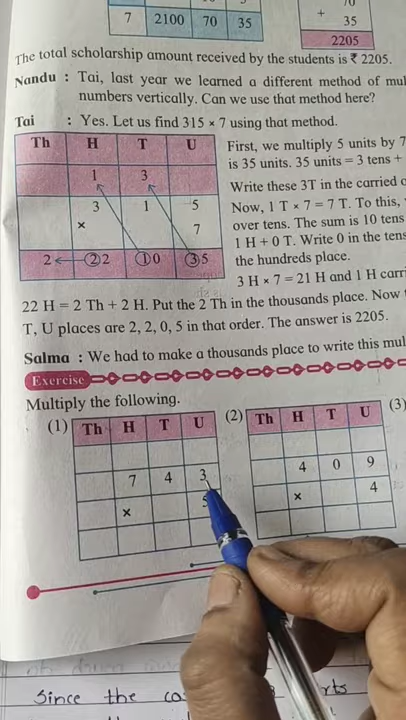 70
7 2100 70 35
+ 35
2205
The total scholarship amount received by the students is ₹ 2205.
Nandu : Tai, last year we learned a different method of mul
numbers vertically. Can we use that method here?
Tai : Yes. Let us find 315 × 7 using that method.
Th H T U
1 3
3 1 5
× 7
2 ← 2 2 1 0 3 5
First, we multiply 5 units by 7
is 35 units. 35 units = 3 tens +
Write these 3T in the carried
Now, 1 T × 7 = 7 T. To this,
over tens. The sum is 10 tens
1 H + 0 T. Write 0 in the tens
the hundreds place.
3 H × 7 = 21 H and 1 H carri
22 H = 2 Th + 2 H. Put the 2 Th in the thousands place. Now
T, U places are 2, 2, 0, 5 in that order. The answer is 2205.
Salma : We had to make a thousands place to write this mul
Exercise
Multiply the following.
(1) Th H T U
7 4 3
× 5
(2) Th H T U
4 0 9
× 4
(3)
Since the